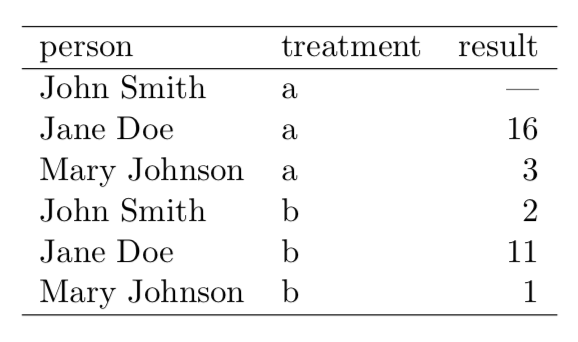 person treatment result
John Smith a —
Jane Doe a 16
Mary Johnson a 3
John Smith b 2
Jane Doe b 11
Mary Johnson b 1